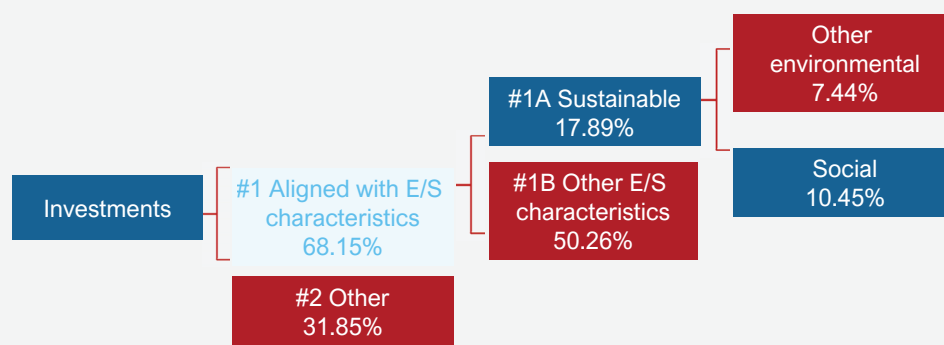 Investments
#1 Aligned with E/S
characteristics
68.15%
#2 Other
31.85%
#1A Sustainable
17.89%
#1B Other E/S
characteristics
50.26%
Other
environmental
7.44%
Social
10.45%